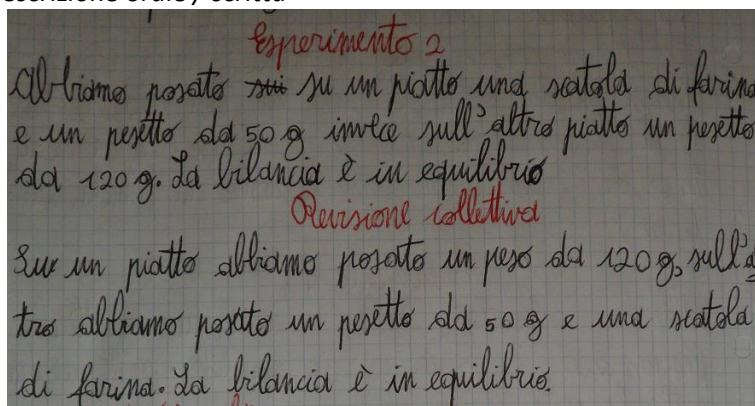 Esperimento 2
Abbiamo posato su un piatto una scatola di farina
e un pesetto da 50 g invece sull'altro piatto un pesetto
da 120 g. La bilancia è in equilibrio
Revisione collettiva
Su un piatto abbiamo posato un peso da 120 g, sull'a
tro abbiamo posato un pesetto da 50 g e una scatola
di farina. La bilancia è in equilibrio.